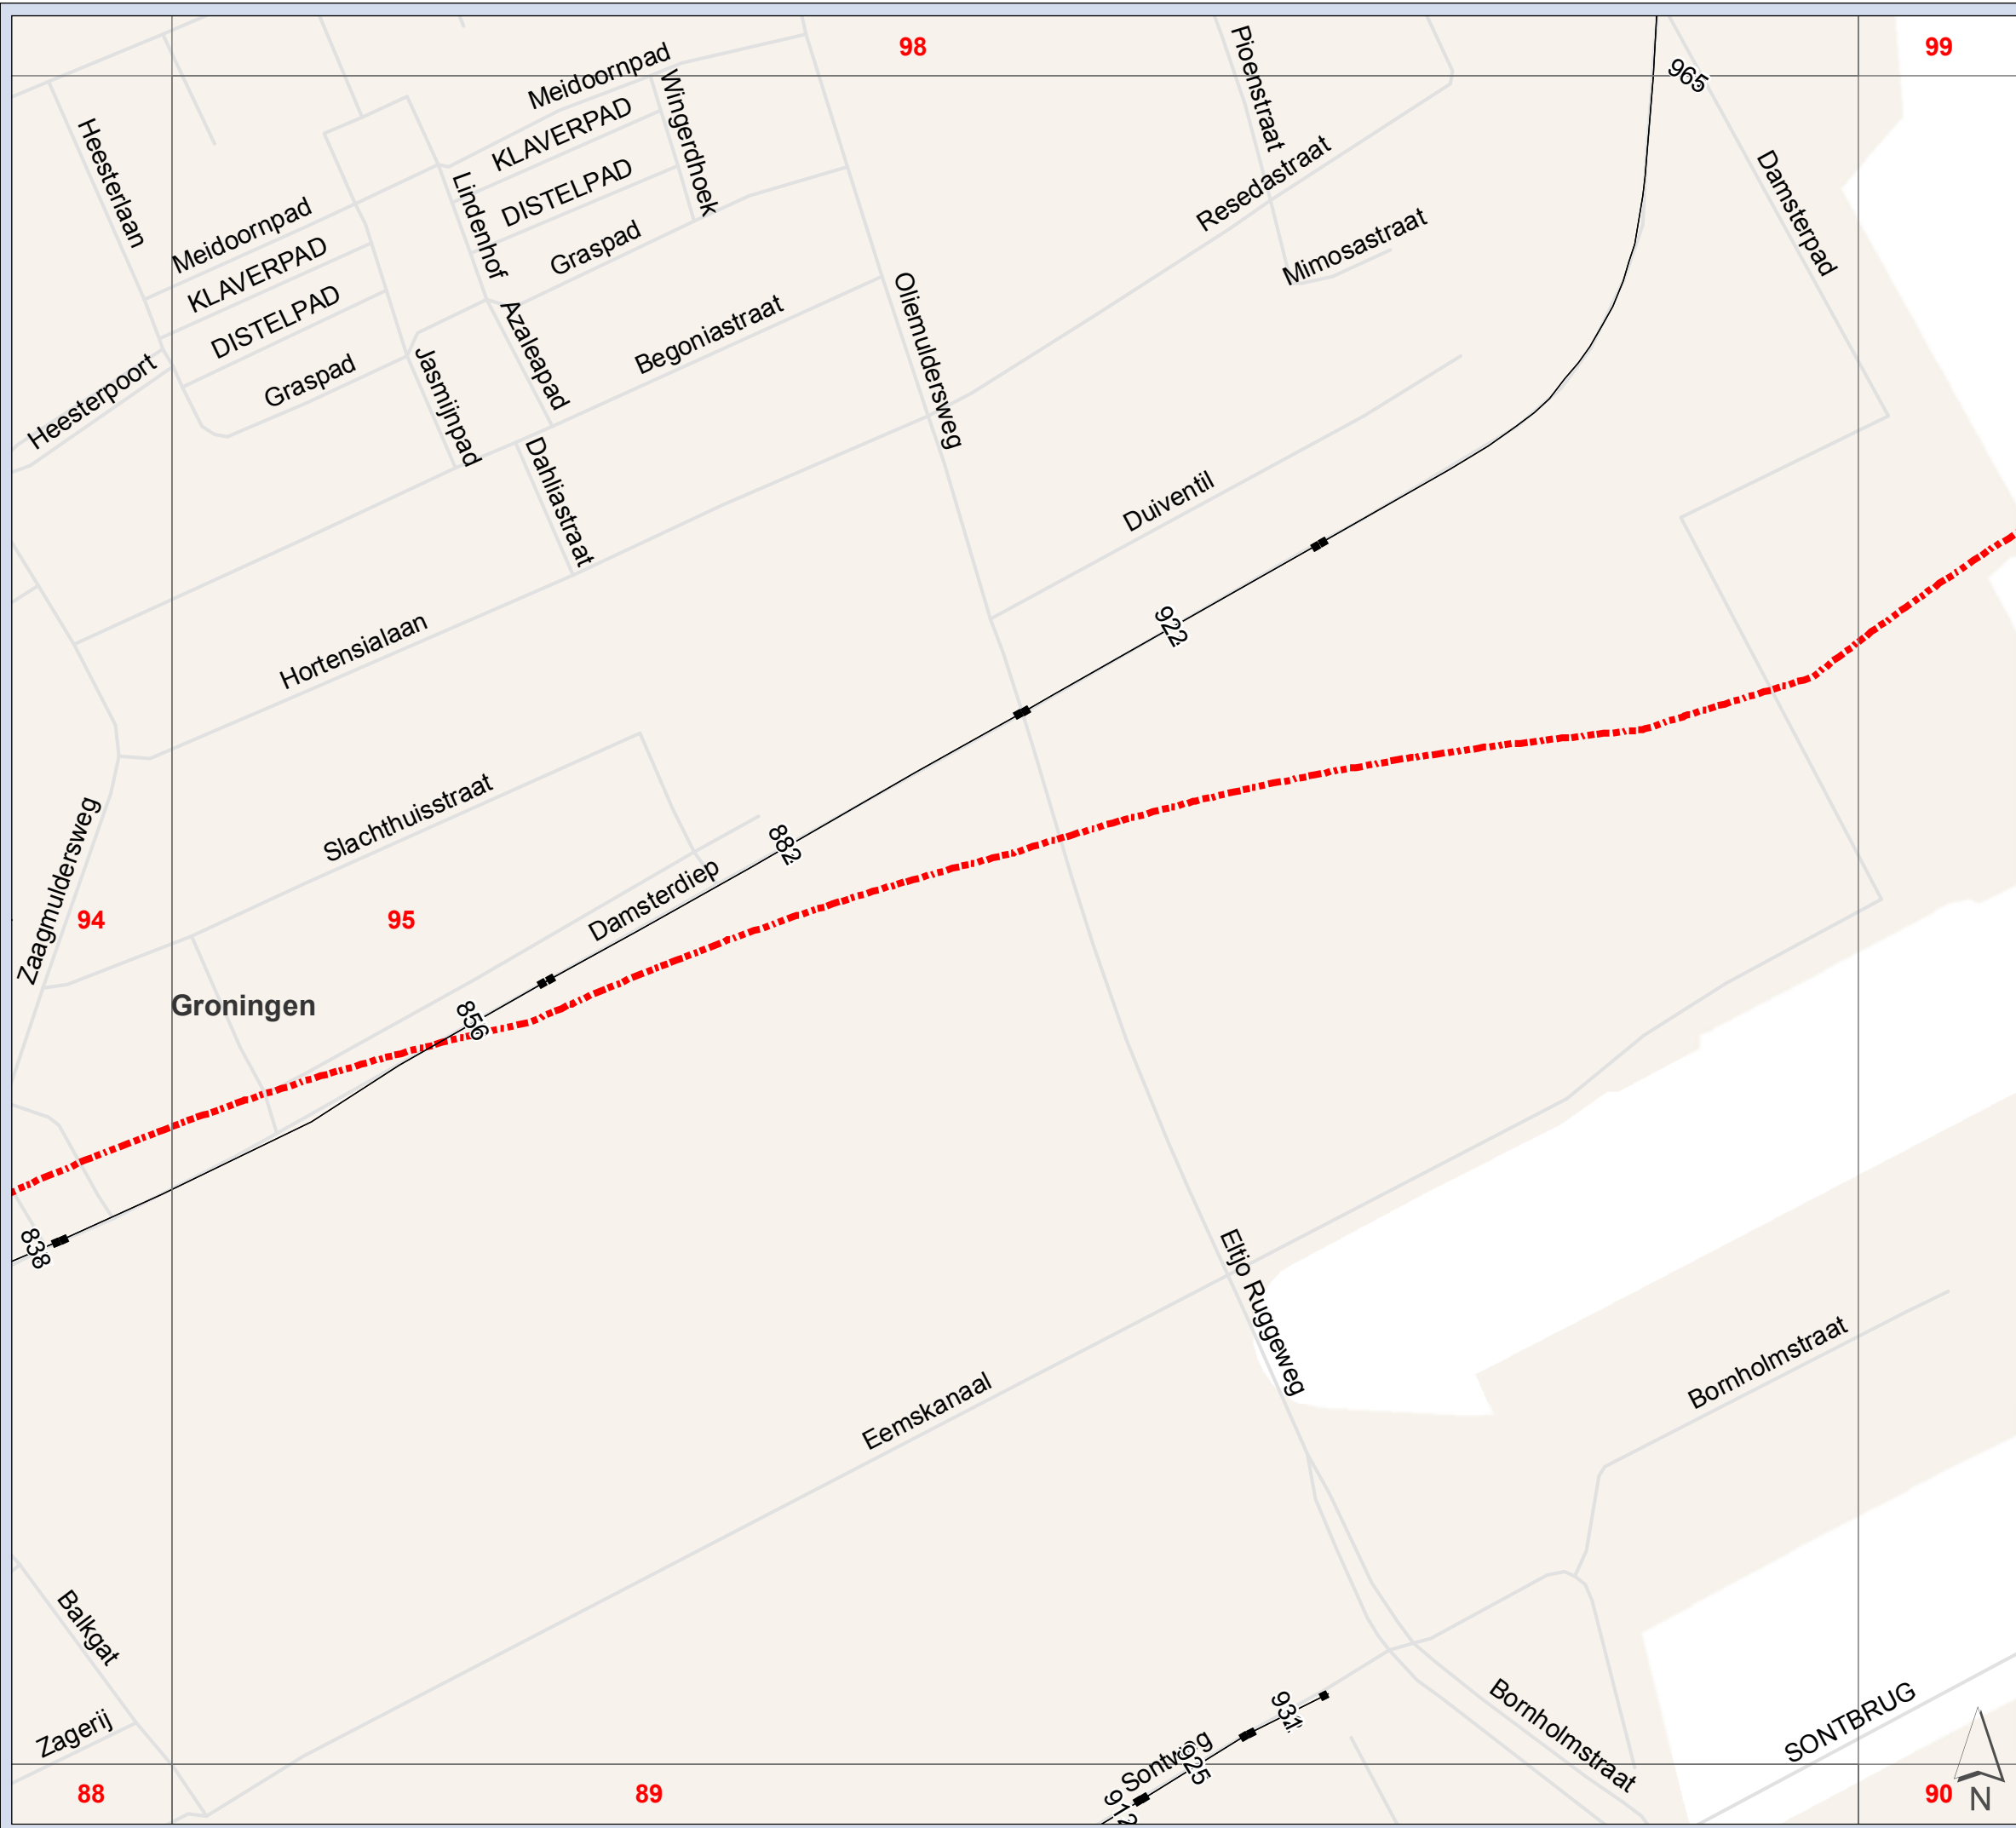 98
99
Pioenstraat
965
Meidoornpad
KLAVERPAD
Wingerdhoek
Heesterlaan
Resedastraat
Damsterpad
DISTELPAD
Lindenhof
Meidoornpad
Graspad
Mimosastraat
KLAVERPAD
DISTELPAD
Azaleapad
Begoniastraat
Oliemuldersweg
Heesterpoort
Graspad
Jasmijnpad
Dahliastraat
Duiventil
922
Hortensialaan
Slachthuisstraat
Zaagmuldersweg
882
Damsterdiep
94
95
Groningen
856
838
Eltjo Ruggeweg
Bornholmstraat
Eemskanaal
Balkgat
Zagerij
Bornholmstraat
SONTBRUG
Sontweg
925
912
88
89
90
N